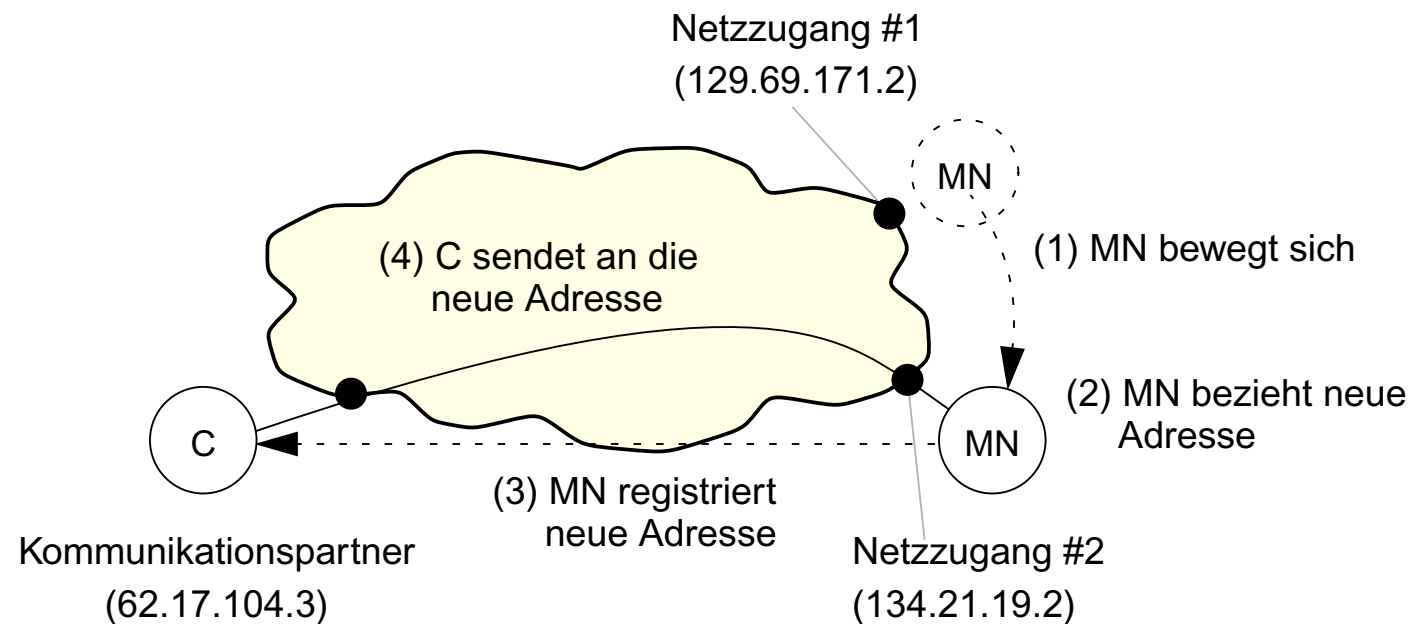 Netzzugang #1
(129.69.171.2)
MN
(1) MN bewegt sich
(4) C sendet an die
neue Adresse
(2) MN bezieht neue
Adresse
C
MN
(3) MN registriert
neue Adresse
Kommunikationspartner
(62.17.104.3)
Netzzugang #2
(134.21.19.2)